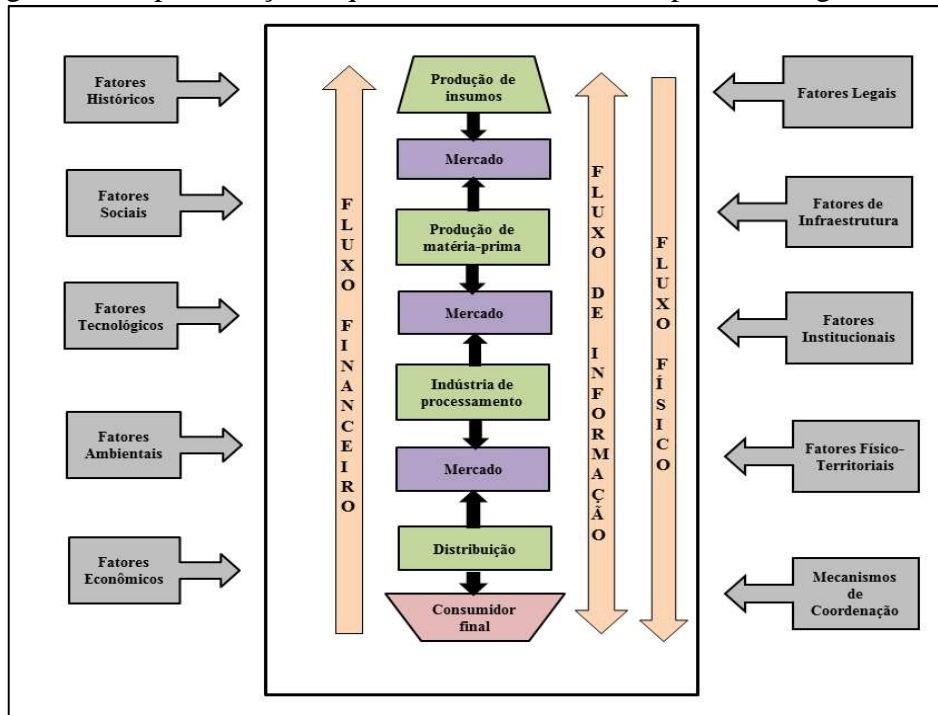 Fatores
Históricos
Fatores
Sociais
Fatores
Tecnológicos
Fatores
Ambientais
Fatores
Econômicos
FLUXO FINANCEIRO
Produção de
insumos
Mercado
Produção de
matéria-prima
Mercado
Indústria de
processamento
Mercado
Distribuição
Consumidor
final
FLUXO DE INFORMAÇÃO
FLUXO FÍSICO
Fatores Legais
Fatores de
Infraestrutura
Fatores
Institucionais
Fatores Físico-
Territoriais
Mecanismos
de
Coordenação